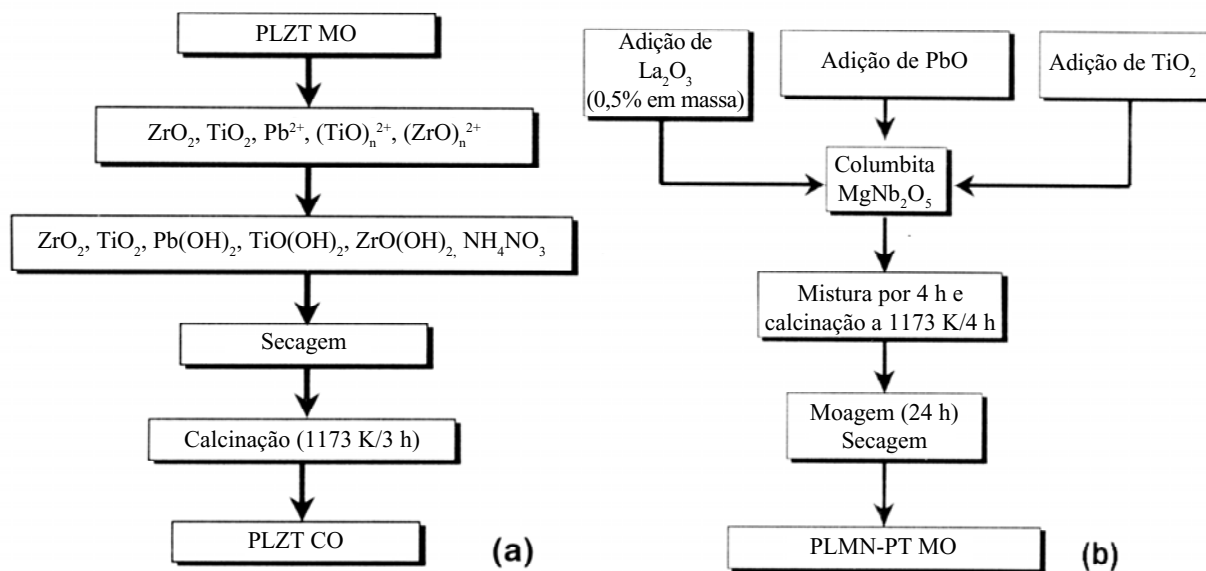 PLZT MO
ZrO₂, TiO₂, Pb²⁺, (TiO)ₙ²⁺, (ZrO)ₙ²⁺
ZrO₂, TiO₂, Pb(OH)₂, TiO(OH)₂, ZrO(OH)₂, NH₄NO₃
Secagem
Calcinação (1173 K/3 h)
PLZT CO
(a)
Adição de
La₂O₃
(0,5% em massa)
Adição de PbO
Adição de TiO₂
Columbita
MgNb₂O₅
Mistura por 4 h e
calcinação a 1173 K/4 h
Moagem (24 h)
Secagem
PLMN-PT MO
(b)